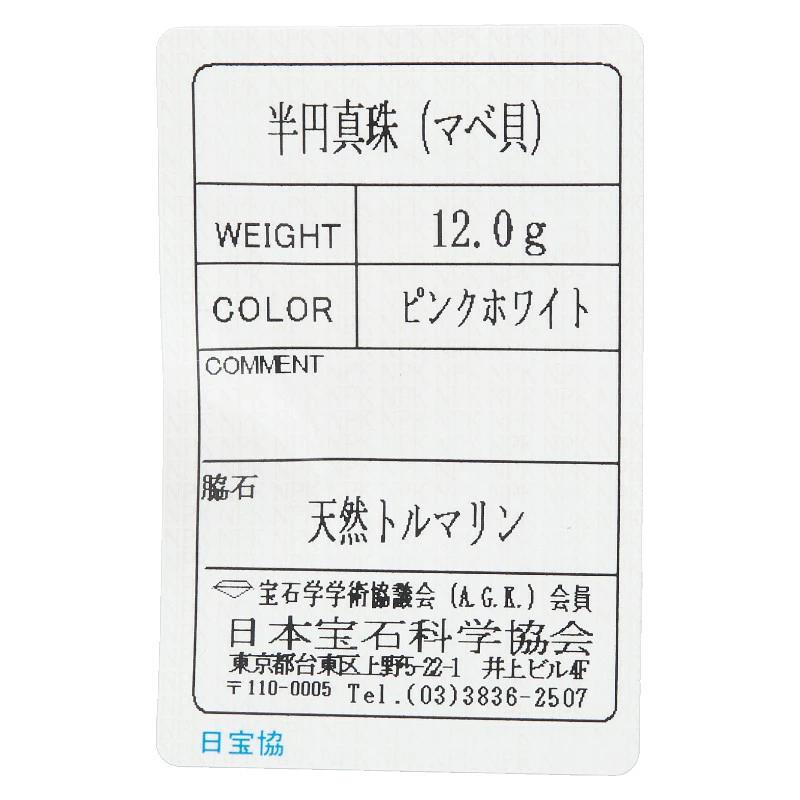 半円真珠(マベ貝)
WEIGHT 12.0g
COLOR ピンクホワイト
COMMENT
脇石
天然トルマリン
宝石学学術協議会(A.G.K.)会員
日本宝石科学協会
東京都台東区上野5-22-1 井上ビル4F
〒110-0005 Tel.(03)3836-2507
日宝協